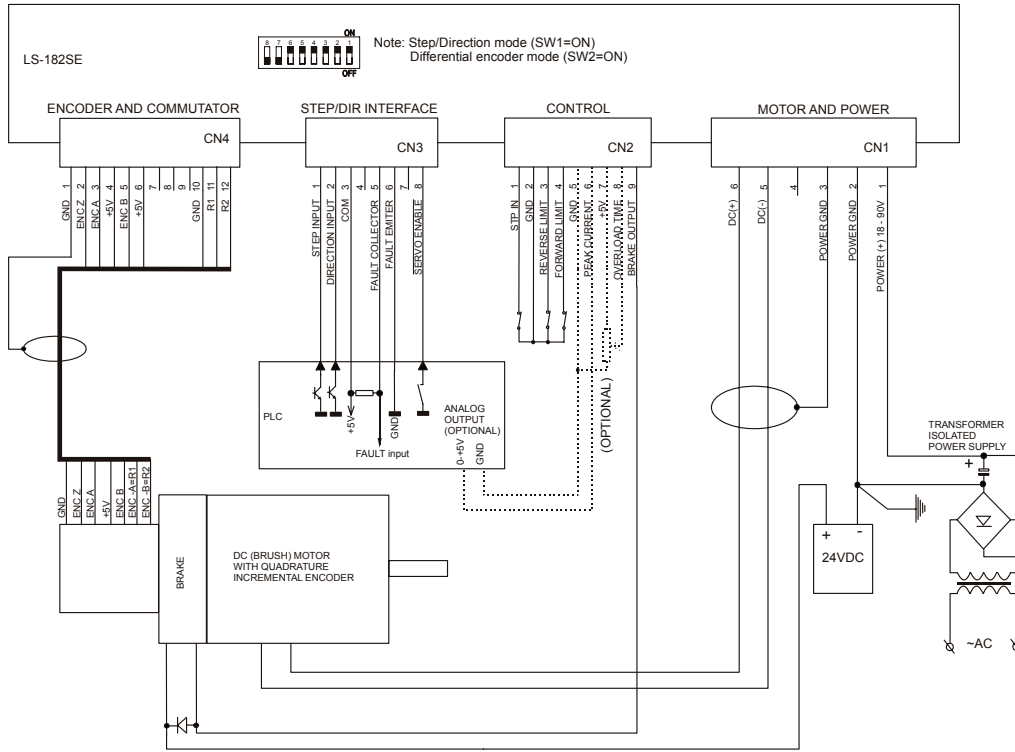 LS-182SE
ON
8 7 6 5 4 3 2 1
OFF
Note: Step/Direction mode (SW1=ON)
Differential encoder mode (SW2=ON)
ENCODER AND COMMUTATOR
CN4
STEP/DIR INTERFACE
CN3
CONTROL
CN2
MOTOR AND POWER
CN1
GND 1
ENC Z 2
ENC A 3
+5V 4
ENC B 5
+5V 6
7
8
9
GND 10
R1 11
R2 12
STEP INPUT 1
DIRECTION INPUT 2
COM 3
4
FAULT COLLECTOR 5
FAULT EMITER 6
7
SERVO ENABLE 8
STP IN 1
GND 2
REVERSE LIMIT 3
FORWARD LIMIT 4
GND 5
PEAK CURRENT 6
+5V 7
OVERLOAD TIME 8
BRAKE OUTPUT 9
DC(+) 6
DC(-) 5
4
POWER GND 3
POWER GND 2
POWER (+) 18 - 90V 1
PLC
+5V
FAULT input
GND
ANALOG
OUTPUT
(OPTIONAL)
0-+5V
GND
(OPTIONAL)
TRANSFORMER
ISOLATED
POWER SUPPLY
+
+ -
24VDC
~AC
GND
ENC Z
ENC A
+5V
ENC B
ENC -A=R1
ENC -B=R2
BRAKE
DC (BRUSH) MOTOR
WITH QUADRATURE
INCREMENTAL ENCODER